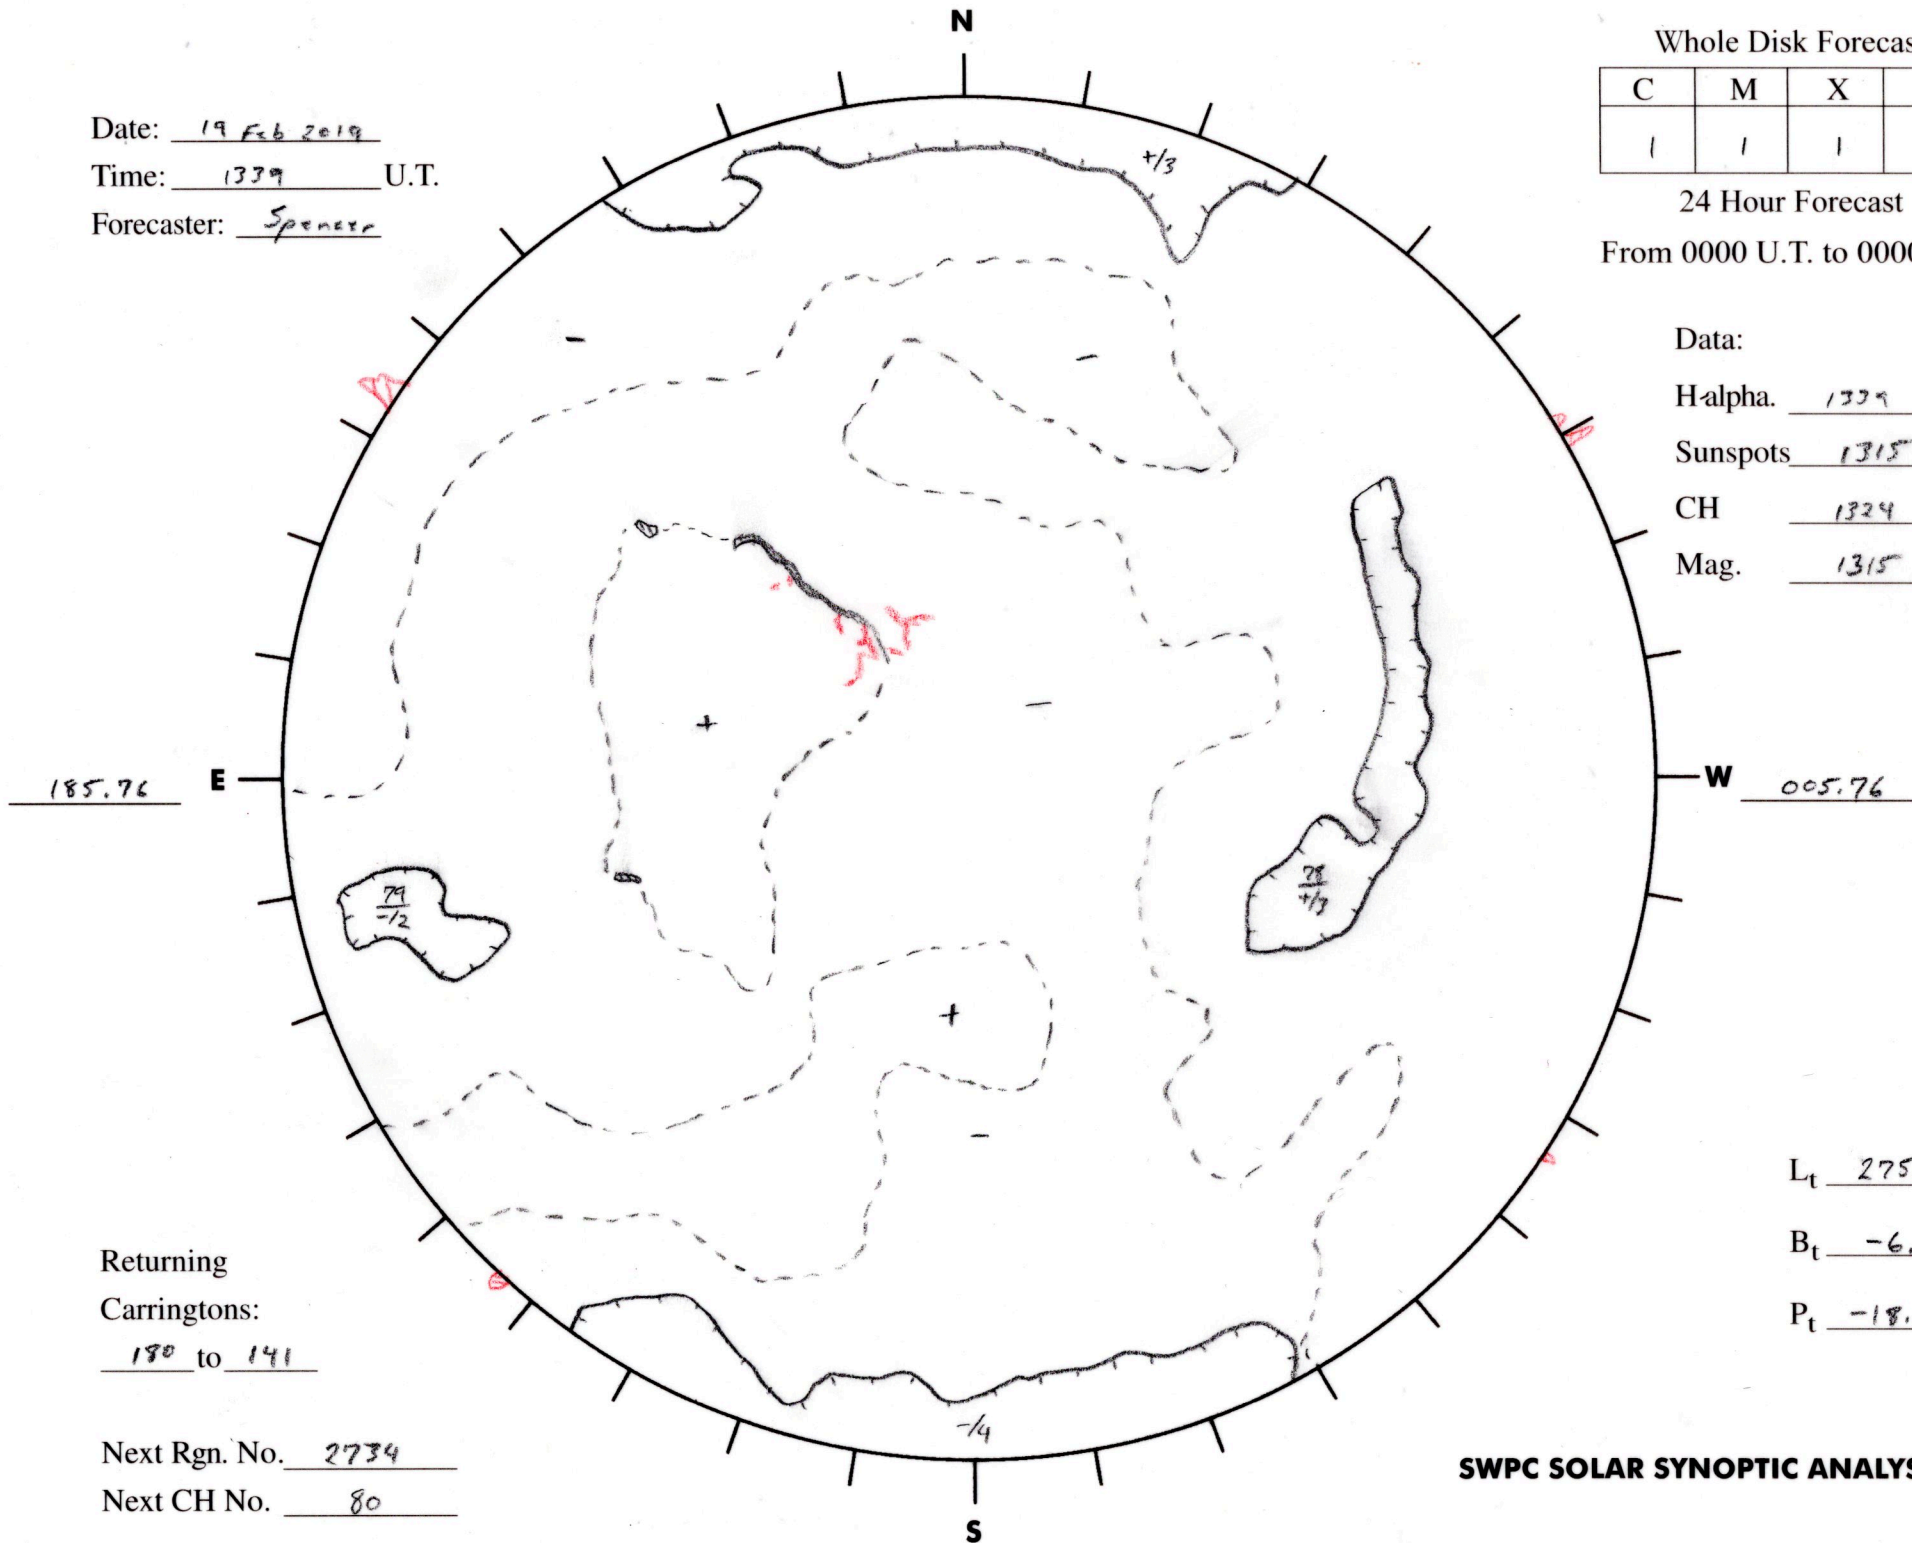 N
Whole Disk Forecas
C M X
1 1 1
24 Hour Forecast
From 0000 U.T. to 000
Date: 19 Feb 2019
Time: 1339 U.T.
Forecaster: Spencer
+/3
Data:
H-alpha. 1339
Sunspots 1315
CH 1324
Mag. 1315
-
-
+
-
185.76 E
W 005.76
79
-/2
78
+/3
+
-
Lt 275
Bt -6.
Pt -18.
Returning
Carringtons:
180 to 141
-/4
Next Rgn. No. 2734
Next CH No. 80
SWPC SOLAR SYNOPTIC ANALYS
S